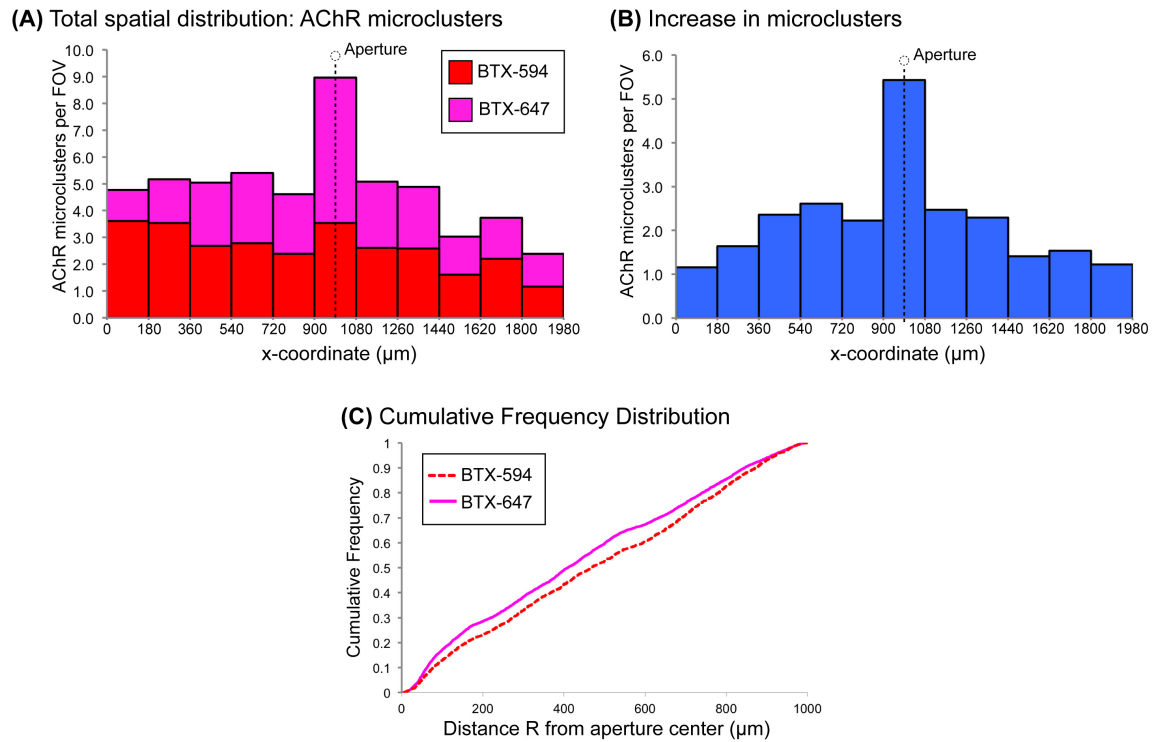 (A) Total spatial distribution: AChR microclusters
AChR microclusters per FOV
10.0
9.0
8.0
7.0
6.0
5.0
4.0
3.0
2.0
1.0
0.0
Aperture
BTX-594
BTX-647
0 180 360 540 720 900 1080 1260 1440 1620 1800 1980
x-coordinate (µm)
(B) Increase in microclusters
AChR microclusters per FOV
6.0
5.0
4.0
3.0
2.0
1.0
0.0
Aperture
0 180 360 540 720 900 1080 1260 1440 1620 1800 1980
x-coordinate (µm)
(C) Cumulative Frequency Distribution
Cumulative Frequency
1
0.9
0.8
0.7
0.6
0.5
0.4
0.3
0.2
0.1
0
BTX-594
BTX-647
0 200 400 600 800 1000
Distance R from aperture center (µm)